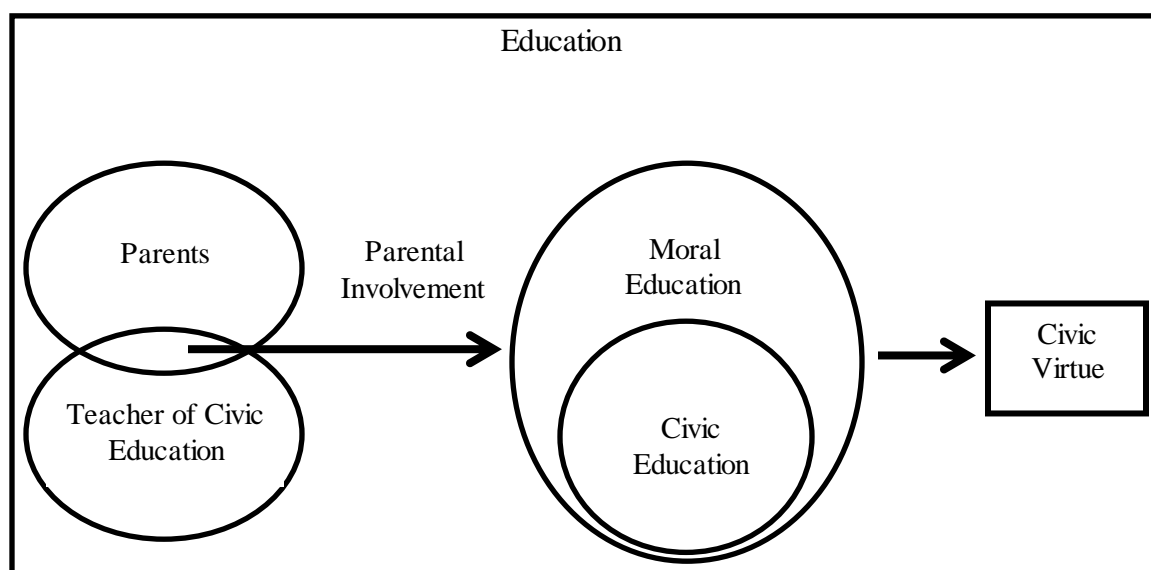 Education
Parents
Teacher of Civic
Education
Parental
Involvement
Moral
Education
Civic
Education
Civic
Virtue